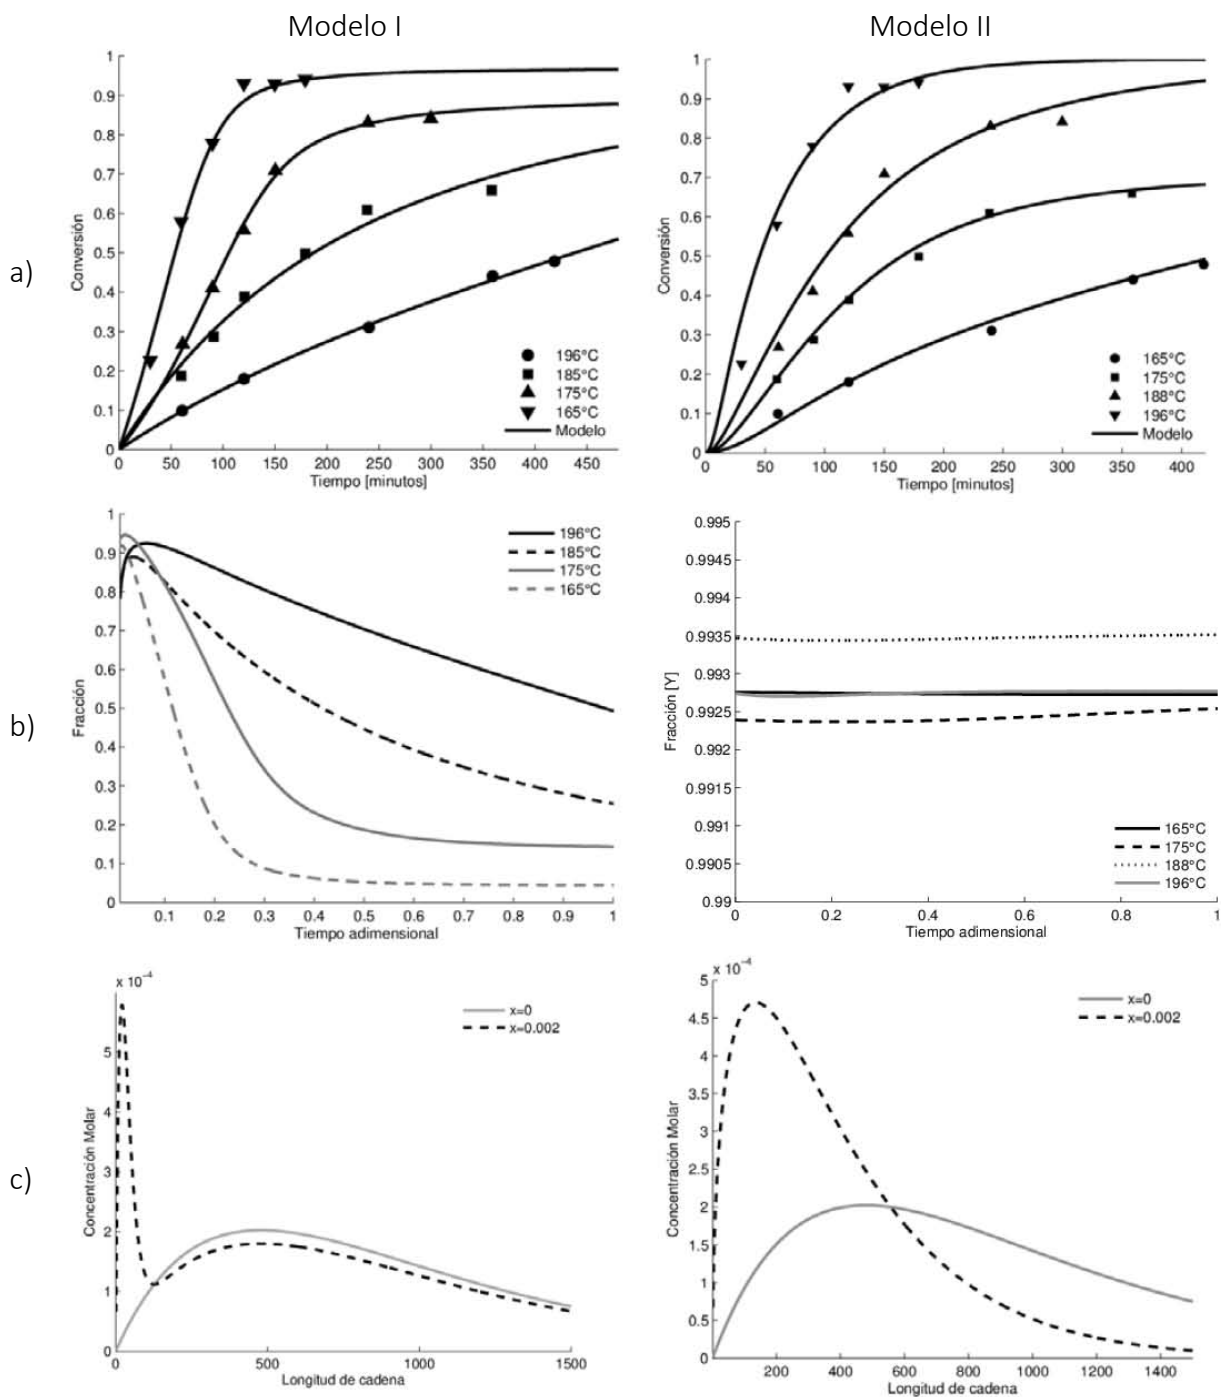 Modelo I
Modelo II
a)
Conversión
1
0.9
0.8
0.7
0.6
0.5
0.4
0.3
0.2
0.1
0
0 50 100 150 200 250 300 350 400 450
Tiempo [minutos]
196°C
185°C
175°C
165°C
Modelo
Conversión
1
0.9
0.8
0.7
0.6
0.5
0.4
0.3
0.2
0.1
0
0 50 100 150 200 250 300 350 400
Tiempo [minutos]
165°C
175°C
188°C
196°C
Modelo
b)
Fracción
1
0.9
0.8
0.7
0.6
0.5
0.4
0.3
0.2
0.1
0
0.1 0.2 0.3 0.4 0.5 0.6 0.7 0.8 0.9 1
Tiempo adimensional
196°C
185°C
175°C
165°C
Fracción [Y]
0.995
0.9945
0.994
0.9935
0.993
0.9925
0.992
0.9915
0.991
0.9905
0.99
0 0.2 0.4 0.6 0.8 1
Tiempo adimensional
165°C
175°C
188°C
196°C
c)
x 10⁻⁴
Concentración Molar
5
4
3
2
1
0
0 500 1000 1500
Longitud de cadena
x=0
x=0.002
x 10⁻⁴
Concentración Molar
5
4.5
4
3.5
3
2.5
2
1.5
1
0.5
0
200 400 600 800 1000 1200 1400
Longitud de cadena
x=0
x=0.002